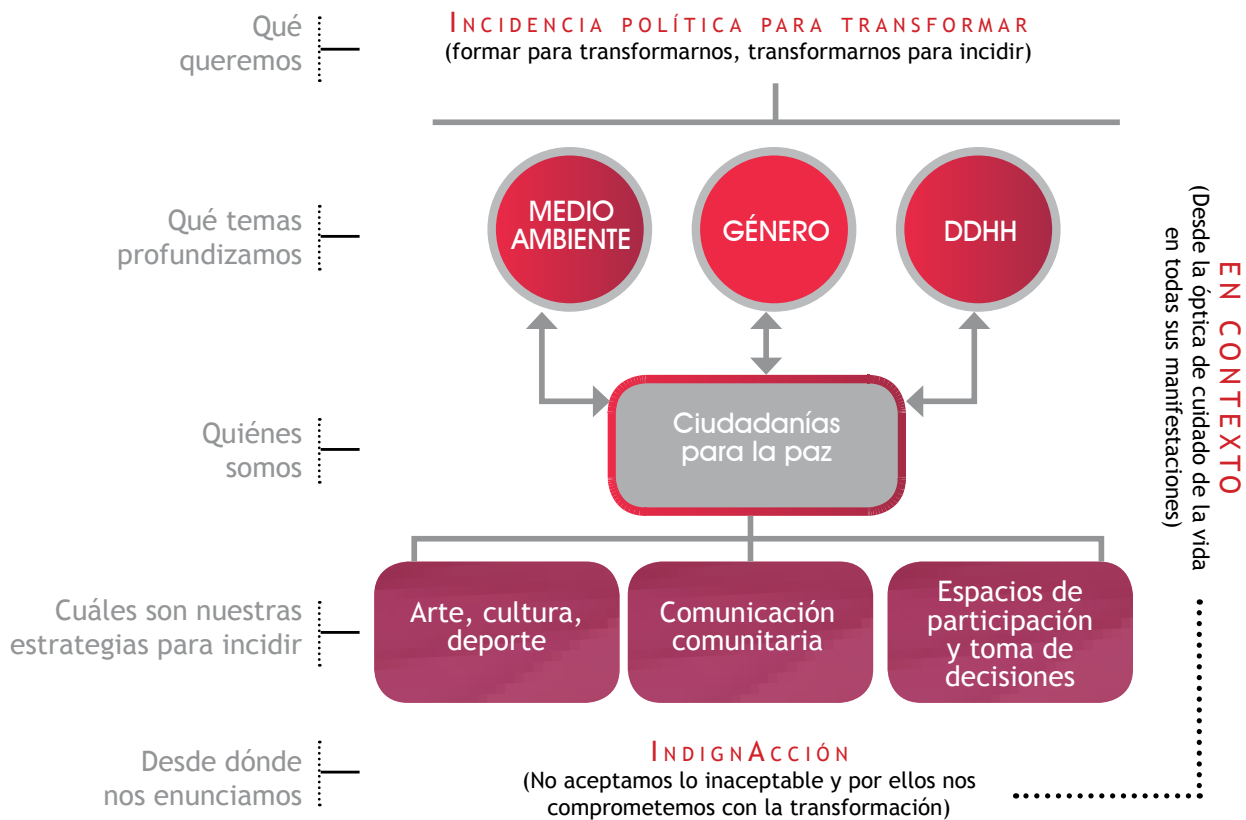 Qué
queremos
INCIDENCIA POLÍTICA PARA TRANSFORMAR
(formar para transformarnos, transformarnos para incidir)
Qué temas
profundizamos
MEDIO
AMBIENTE
GÉNERO
DDHH
EN CONTEXTO
(Desde la óptica de cuidado de la vida
en todas sus manifestaciones)
Quiénes
somos
Ciudadanías
para la paz
Cuáles son nuestras
estrategias para incidir
Arte, cultura,
deporte
Comunicación
comunitaria
Espacios de
participación
y toma de
decisiones
Desde dónde
nos enunciamos
INDIGNACCIÓN
(No aceptamos lo inaceptable y por ellos nos
comprometemos con la transformación)